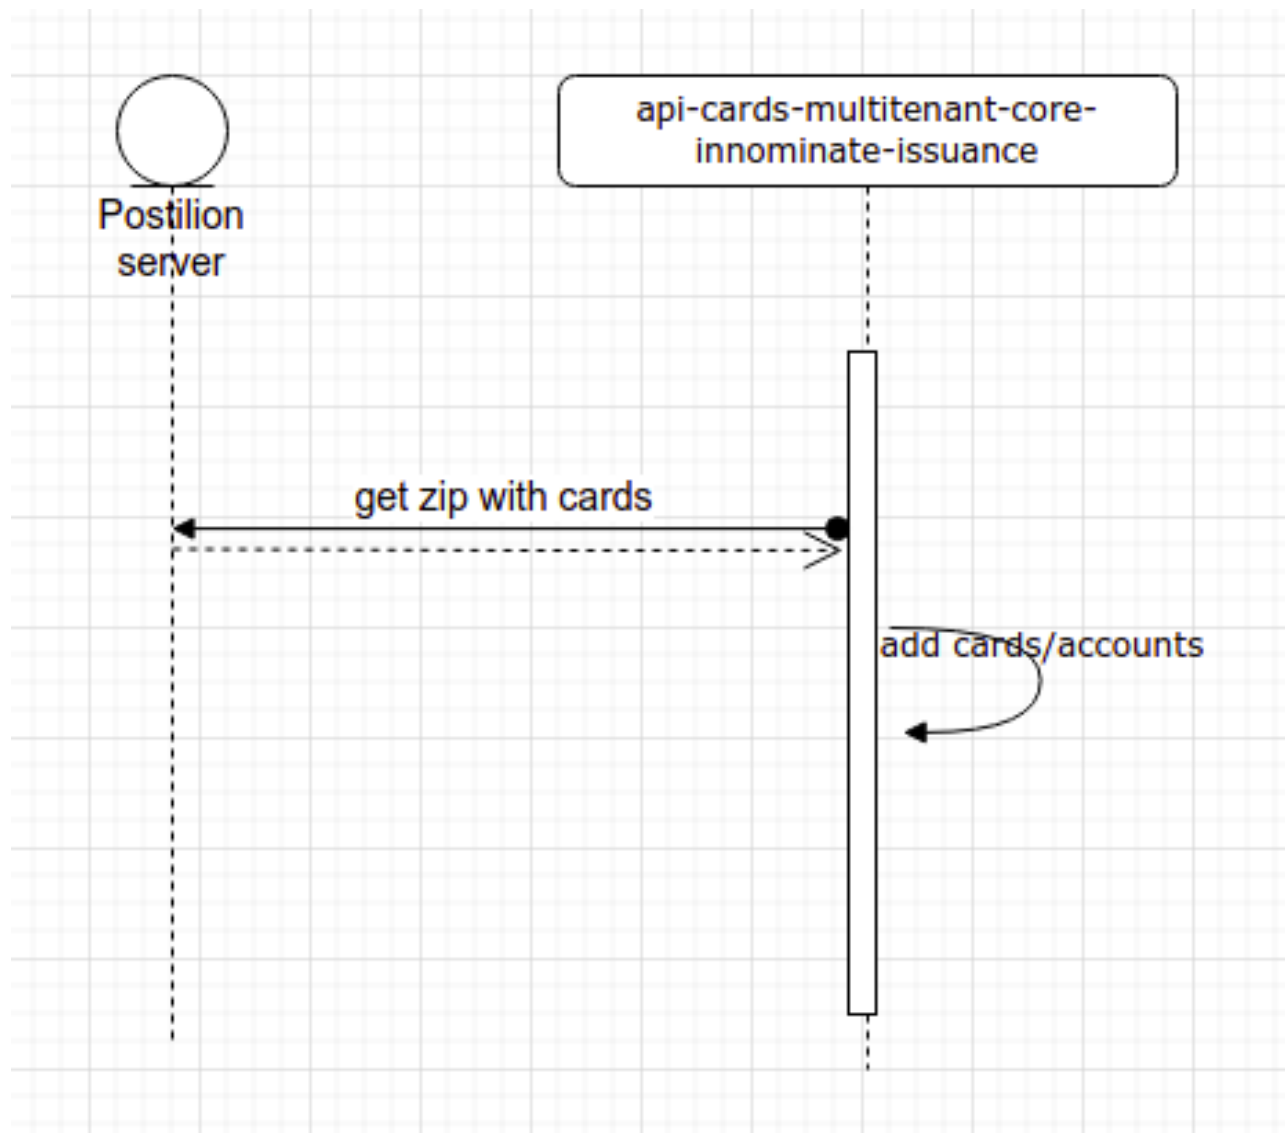 api-cards-multitenant-core-
innominate-issuance
Postilion
server
get zip with cards
add cards/accounts